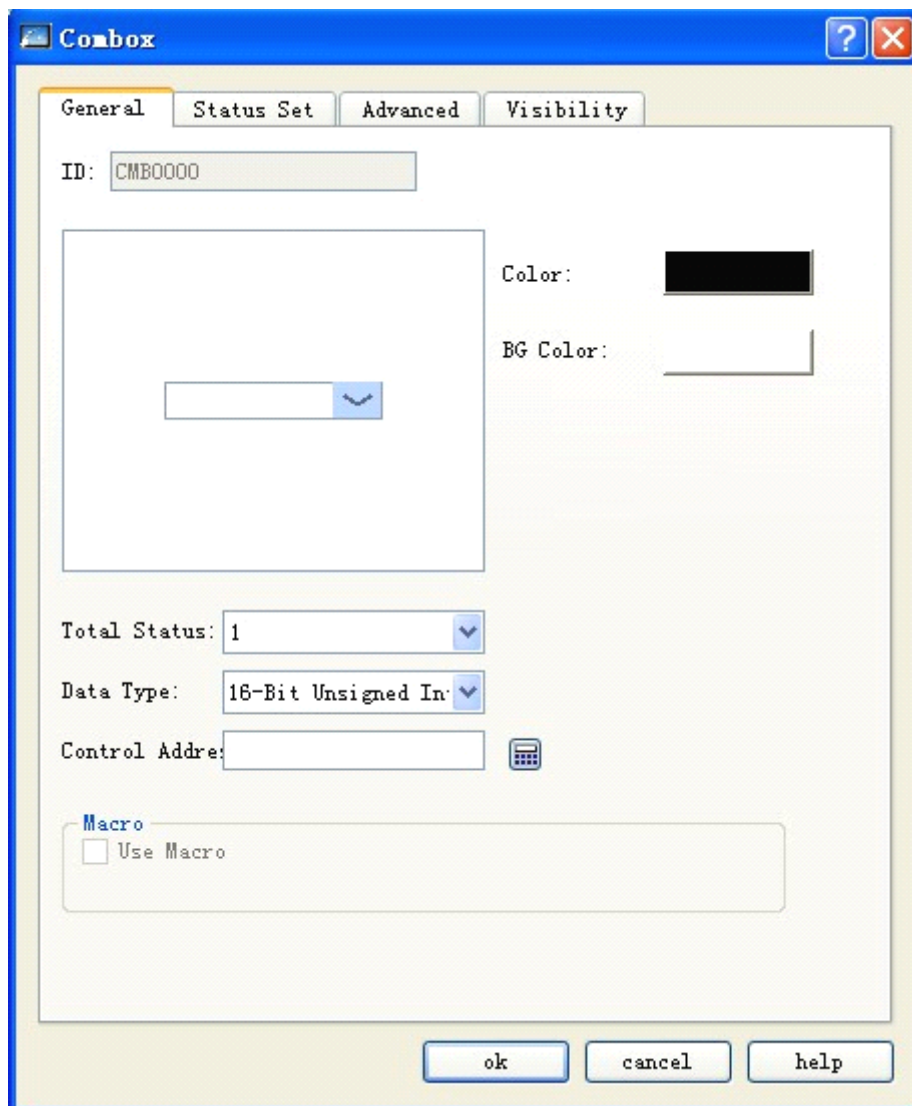 Combox
General Status Set Advanced Visibility
ID: CMB0000
Color:
BG Color:
Total Status: 1
Data Type: 16-Bit Unsigned In
Control Addre
Macro
Use Macro
ok cancel help